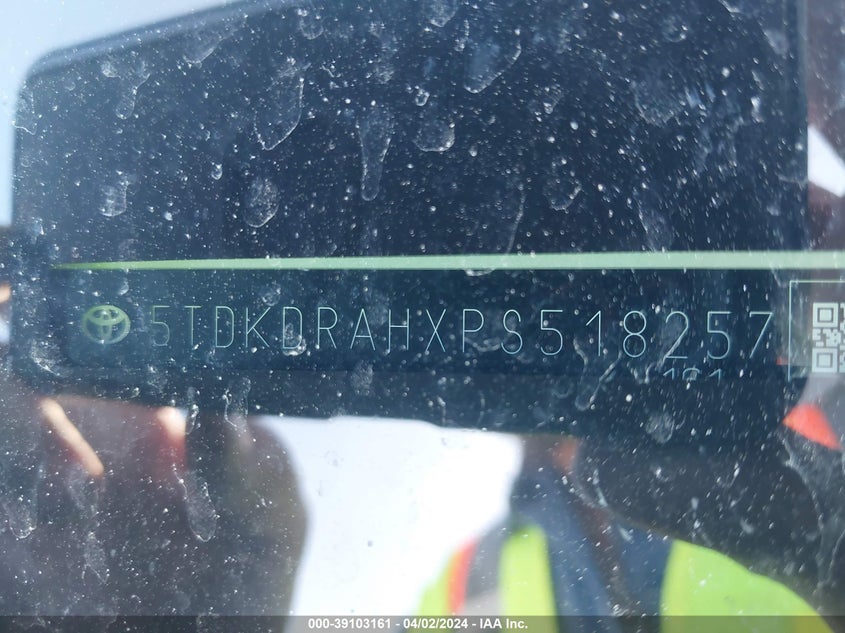 5TDKDRAHXPS518257
000-39103161 - 04/02/2024 - IAA Inc.